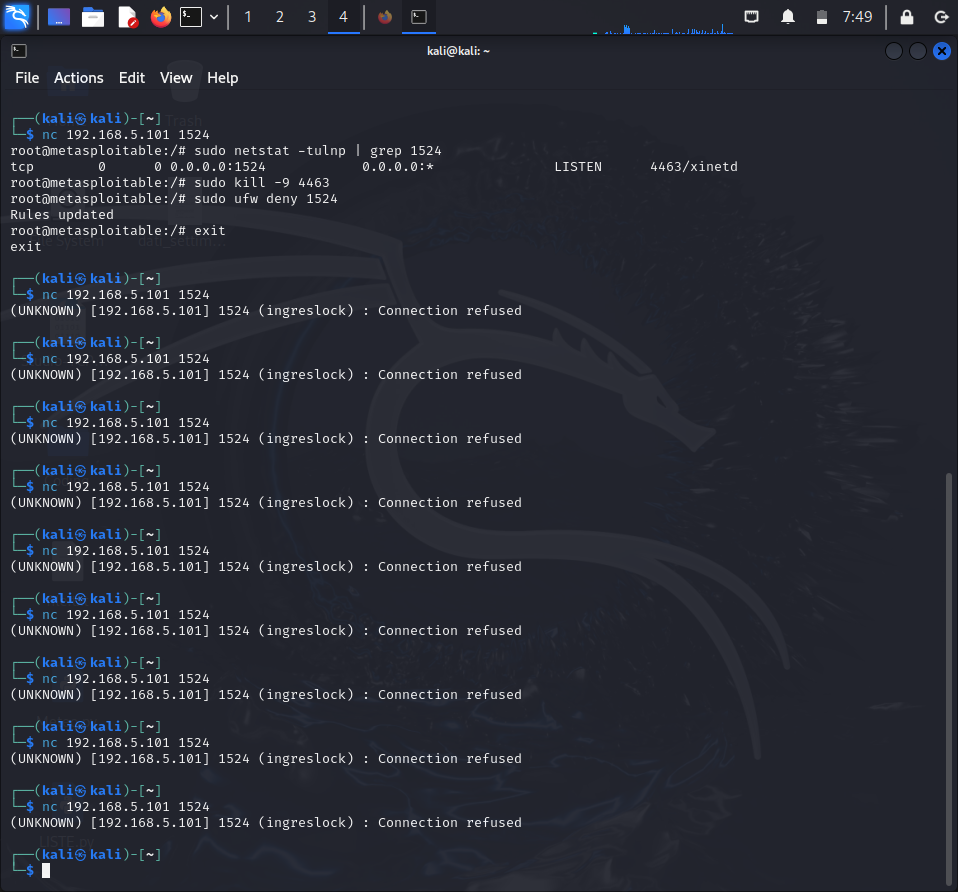 1 2 3 4 7:49
kali@kali: ~
File Actions Edit View Help
┌──(kali㉿kali)-[~]
└─$ nc 192.168.5.101 1524
root@metasploitable:/# sudo netstat -tulnp | grep 1524
tcp        0      0 0.0.0.0:1524            0.0.0.0:*               LISTEN      4463/xinetd
root@metasploitable:/# sudo kill -9 4463
root@metasploitable:/# sudo ufw deny 1524
Rules updated
root@metasploitable:/# exit
exit
┌──(kali㉿kali)-[~]
└─$ nc 192.168.5.101 1524
(UNKNOWN) [192.168.5.101] 1524 (ingreslock) : Connection refused
┌──(kali㉿kali)-[~]
└─$ nc 192.168.5.101 1524
(UNKNOWN) [192.168.5.101] 1524 (ingreslock) : Connection refused
┌──(kali㉿kali)-[~]
└─$ nc 192.168.5.101 1524
(UNKNOWN) [192.168.5.101] 1524 (ingreslock) : Connection refused
┌──(kali㉿kali)-[~]
└─$ nc 192.168.5.101 1524
(UNKNOWN) [192.168.5.101] 1524 (ingreslock) : Connection refused
┌──(kali㉿kali)-[~]
└─$ nc 192.168.5.101 1524
(UNKNOWN) [192.168.5.101] 1524 (ingreslock) : Connection refused
┌──(kali㉿kali)-[~]
└─$ nc 192.168.5.101 1524
(UNKNOWN) [192.168.5.101] 1524 (ingreslock) : Connection refused
┌──(kali㉿kali)-[~]
└─$ nc 192.168.5.101 1524
(UNKNOWN) [192.168.5.101] 1524 (ingreslock) : Connection refused
┌──(kali㉿kali)-[~]
└─$ nc 192.168.5.101 1524
(UNKNOWN) [192.168.5.101] 1524 (ingreslock) : Connection refused
┌──(kali㉿kali)-[~]
└─$ nc 192.168.5.101 1524
(UNKNOWN) [192.168.5.101] 1524 (ingreslock) : Connection refused
┌──(kali㉿kali)-[~]
└─$